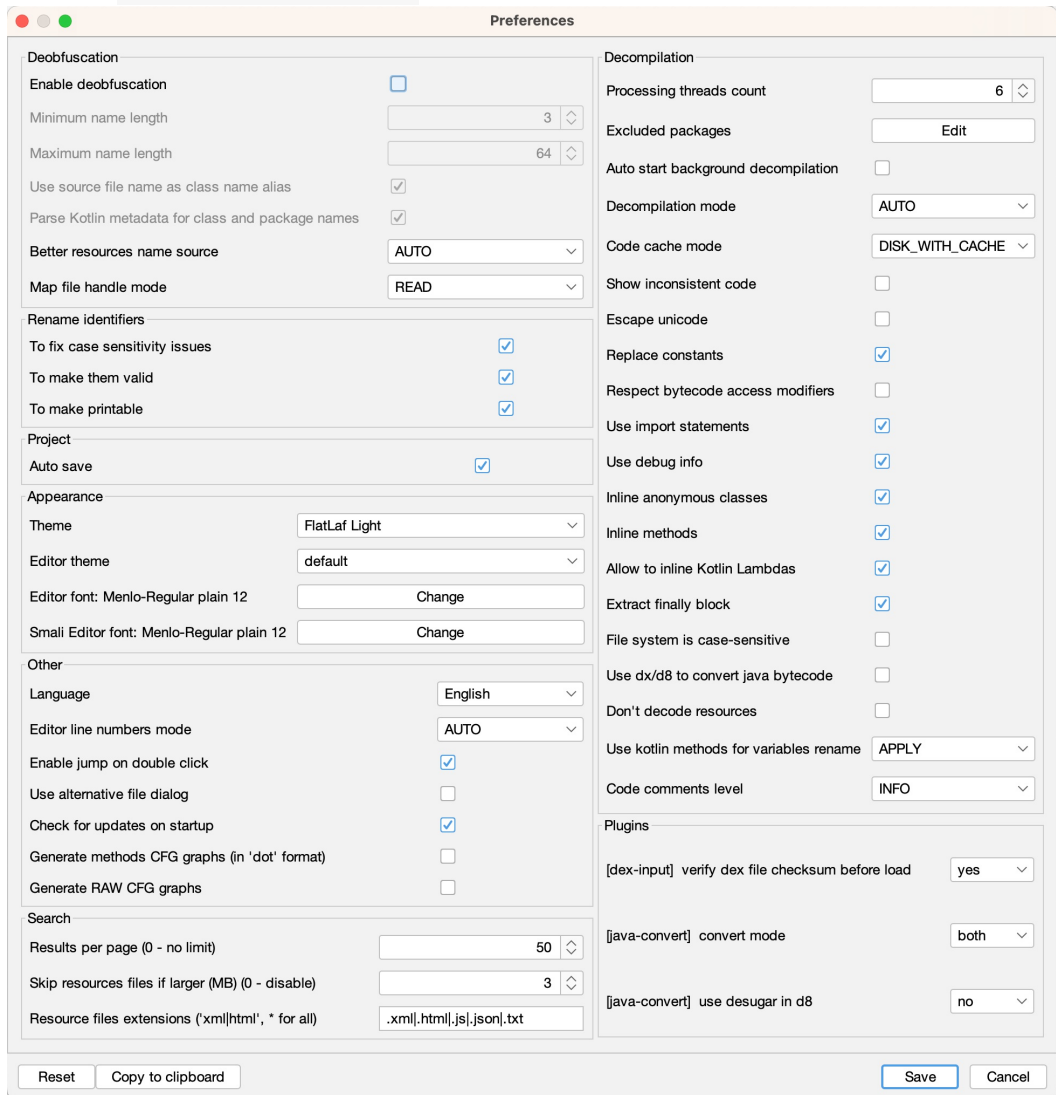 Preferences
Deobfuscation
Enable deobfuscation
Minimum name length 3
Maximum name length 64
Use source file name as class name alias
Parse Kotlin metadata for class and package names
Better resources name source AUTO
Map file handle mode READ
Rename identifiers
To fix case sensitivity issues
To make them valid
To make printable
Project
Auto save
Appearance
Theme FlatLaf Light
Editor theme default
Editor font: Menlo-Regular plain 12 Change
Smali Editor font: Menlo-Regular plain 12 Change
Other
Language English
Editor line numbers mode AUTO
Enable jump on double click
Use alternative file dialog
Check for updates on startup
Generate methods CFG graphs (in 'dot' format)
Generate RAW CFG graphs
Search
Results per page (0 - no limit) 50
Skip resources files if larger (MB) (0 - disable) 3
Resource files extensions ('xml|html', * for all) .xml|.html|.js|.json|.txt
Decompilation
Processing threads count 6
Excluded packages Edit
Auto start background decompilation
Decompilation mode AUTO
Code cache mode DISK_WITH_CACHE
Show inconsistent code
Escape unicode
Replace constants
Respect bytecode access modifiers
Use import statements
Use debug info
Inline anonymous classes
Inline methods
Allow to inline Kotlin Lambdas
Extract finally block
File system is case-sensitive
Use dx/d8 to convert java bytecode
Don't decode resources
Use kotlin methods for variables rename APPLY
Code comments level INFO
Plugins
[dex-input] verify dex file checksum before load yes
[java-convert] convert mode both
[java-convert] use desugar in d8 no
Reset Copy to clipboard Save Cancel